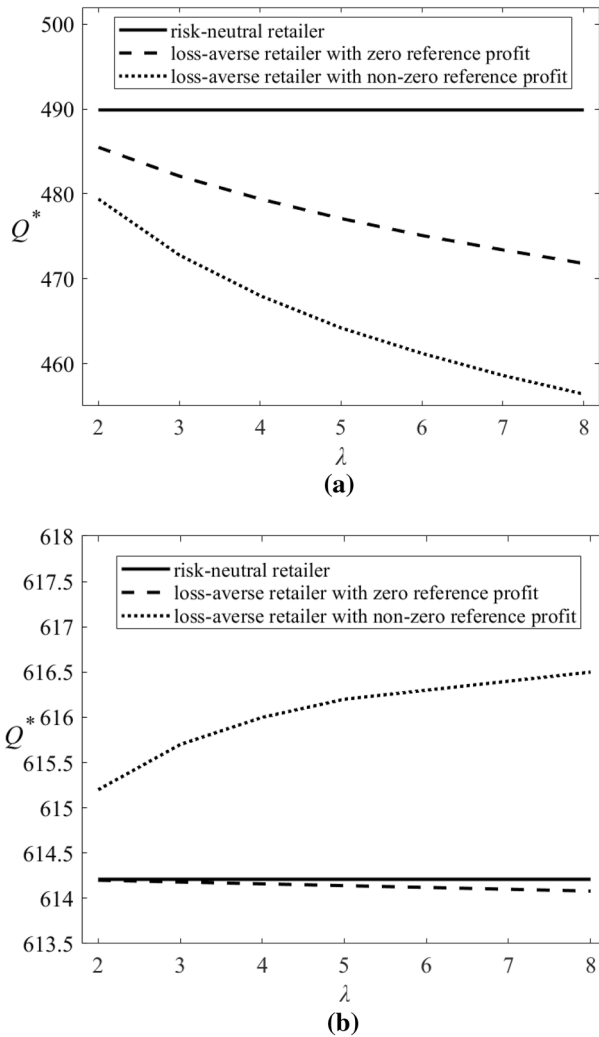 500
risk-neutral retailer
loss-averse retailer with zero reference profit
loss-averse retailer with non-zero reference profit
490
480
Q*
470
460
2 3 4 5 6 7 8
λ
(a)
618
617.5
risk-neutral retailer
loss-averse retailer with zero reference profit
loss-averse retailer with non-zero reference profit
617
616.5
616
Q*
615.5
615
614.5
614
613.5
2 3 4 5 6 7 8
λ
(b)